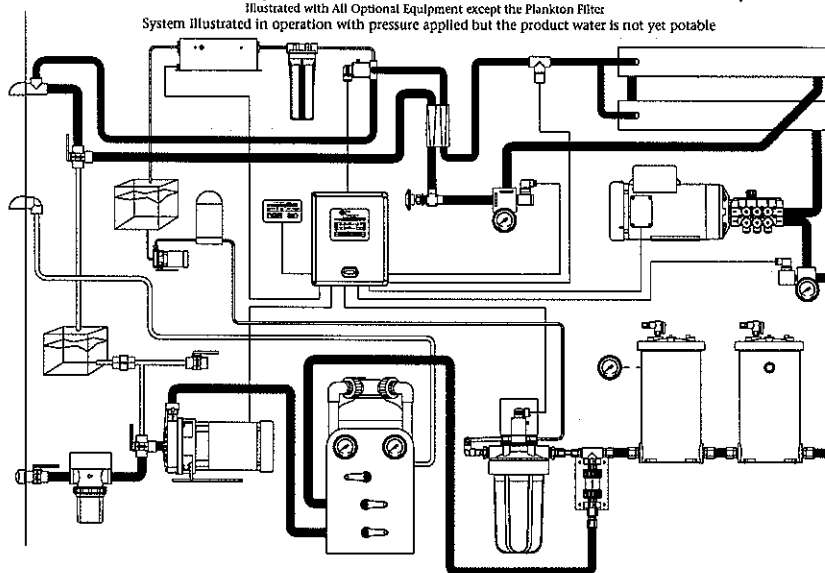 Illustrated with All Optional Equipment except the Plankton Filter
System Illustrated in operation with pressure applied but the product water is not yet potable